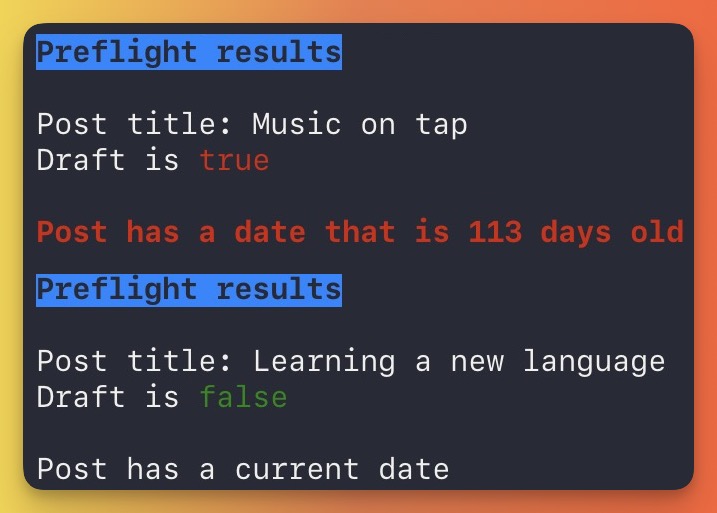 Preflight results
Post title: Music on tap
Draft is true
Post has a date that is 113 days old
Preflight results
Post title: Learning a new language
Draft is false
Post has a current date